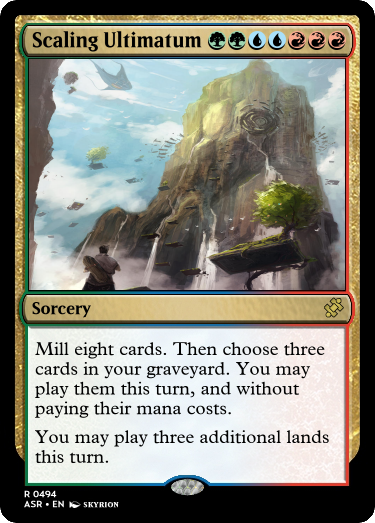 Scaling Ultimatum
Sorcery
Mill eight cards. Then choose three
cards in your graveyard. You may
play them this turn, and without
paying their mana costs.
You may play three additional lands
this turn.
R 0494
ASR • EN SKYRION